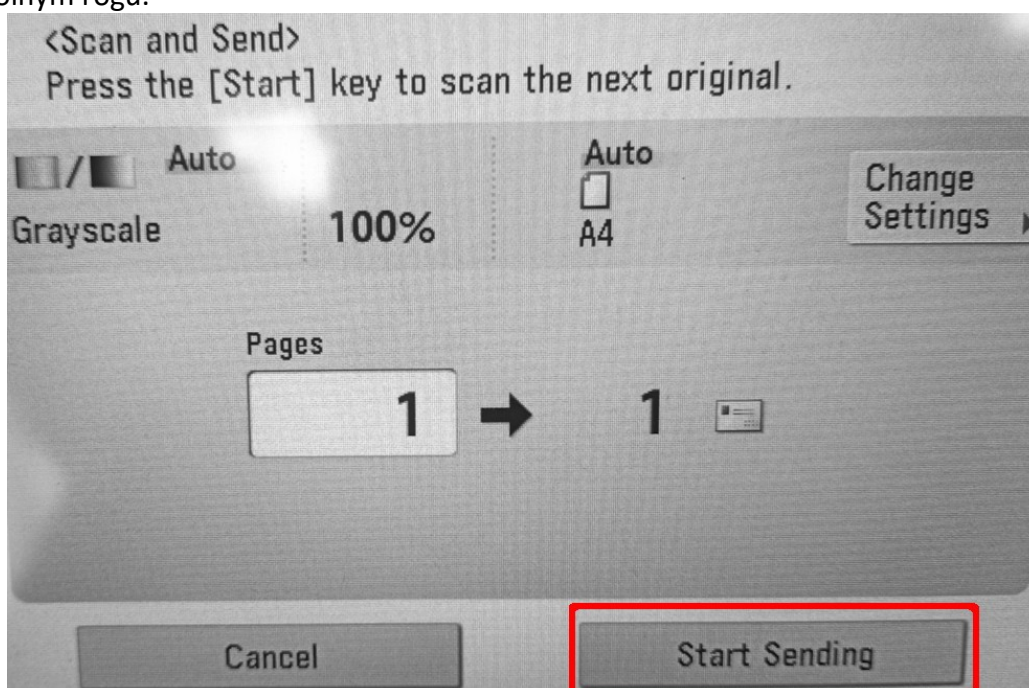 rogu.
<Scan and Send>
Press the [Start] key to scan the next original.
Auto
Auto
Change
Settings
Grayscale
100%
A4
Pages
1
1
Cancel
Start Sending